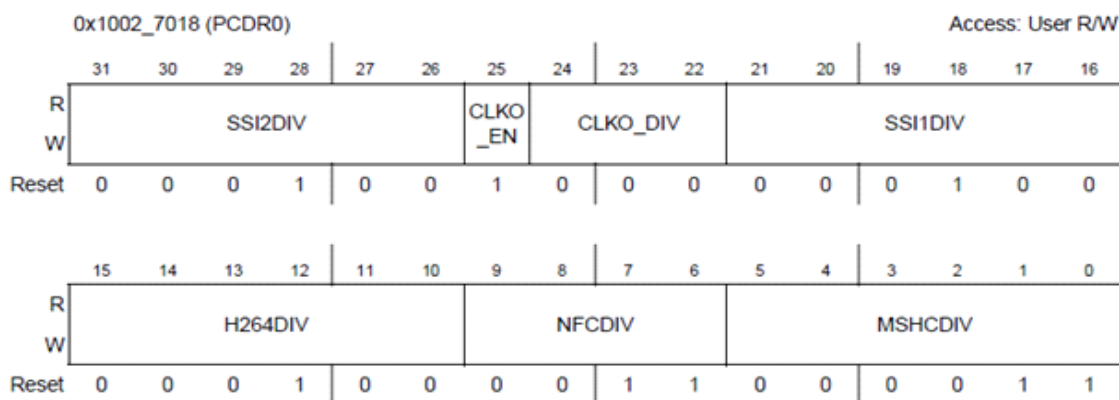 0x1002_7018 (PCDR0) Access: User R/W
31 30 29 28 27 26 25 24 23 22 21 20 19 18 17 16
R
W
SSI2DIV CLKO_EN CLKO_DIV SSI1DIV
Reset 0 0 0 1 0 0 1 0 0 0 0 0 0 1 0 0
15 14 13 12 11 10 9 8 7 6 5 4 3 2 1 0
R
W
H264DIV NFCDIV MSHCDIV
Reset 0 0 0 1 0 0 0 0 1 1 0 0 0 0 1 1